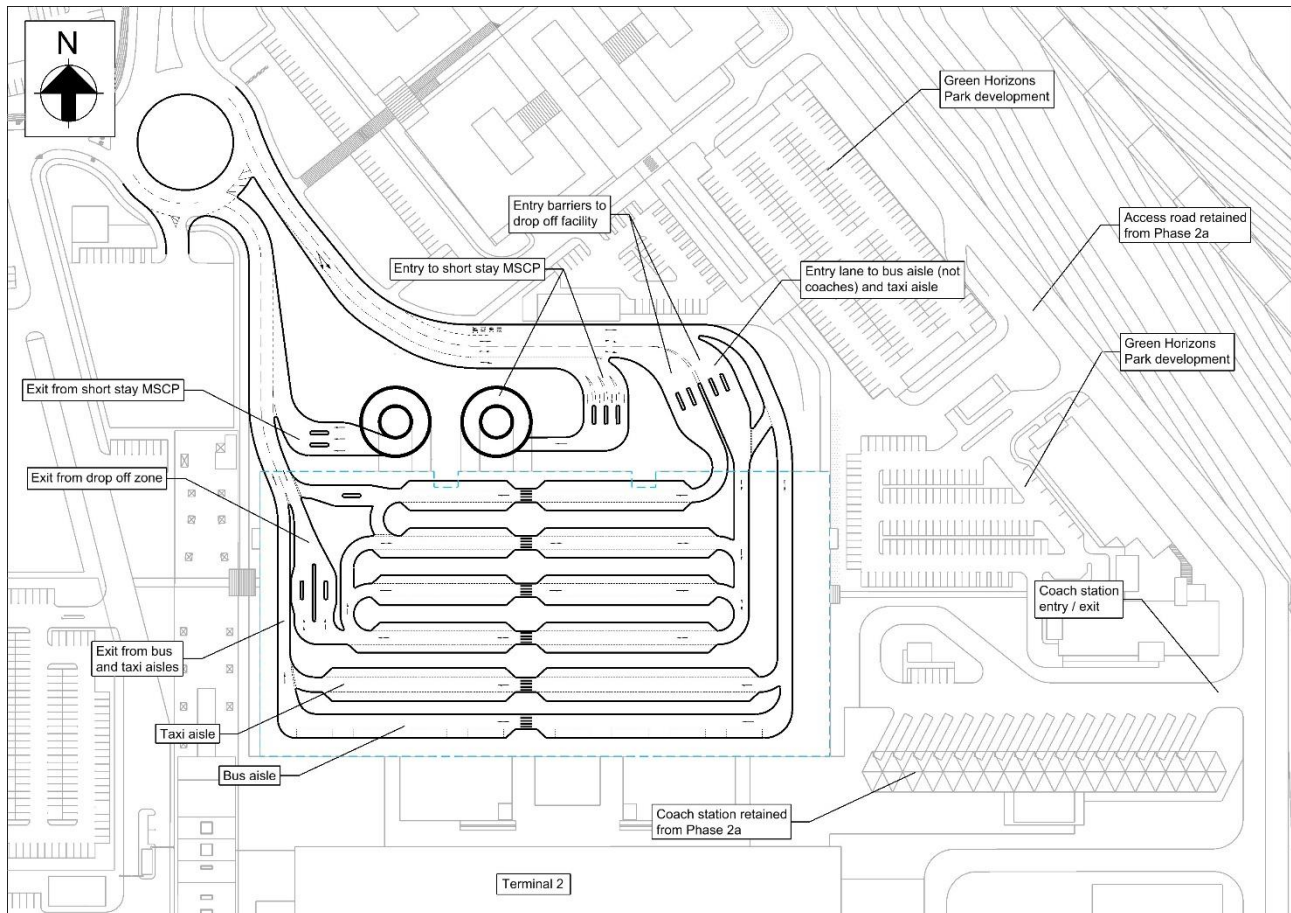 N
Green Horizons
Park development
Entry barriers to
drop off facility
Access road retained
from Phase 2a
Entry to short stay MSCP
Entry lane to bus aisle (not
coaches) and taxi aisle
Green Horizons
Park development
Exit from short stay MSCP
Exit from drop off zone
Coach station
entry / exit
Exit from bus
and taxi aisles
Taxi aisle
Bus aisle
Coach station retained
from Phase 2a
Terminal 2